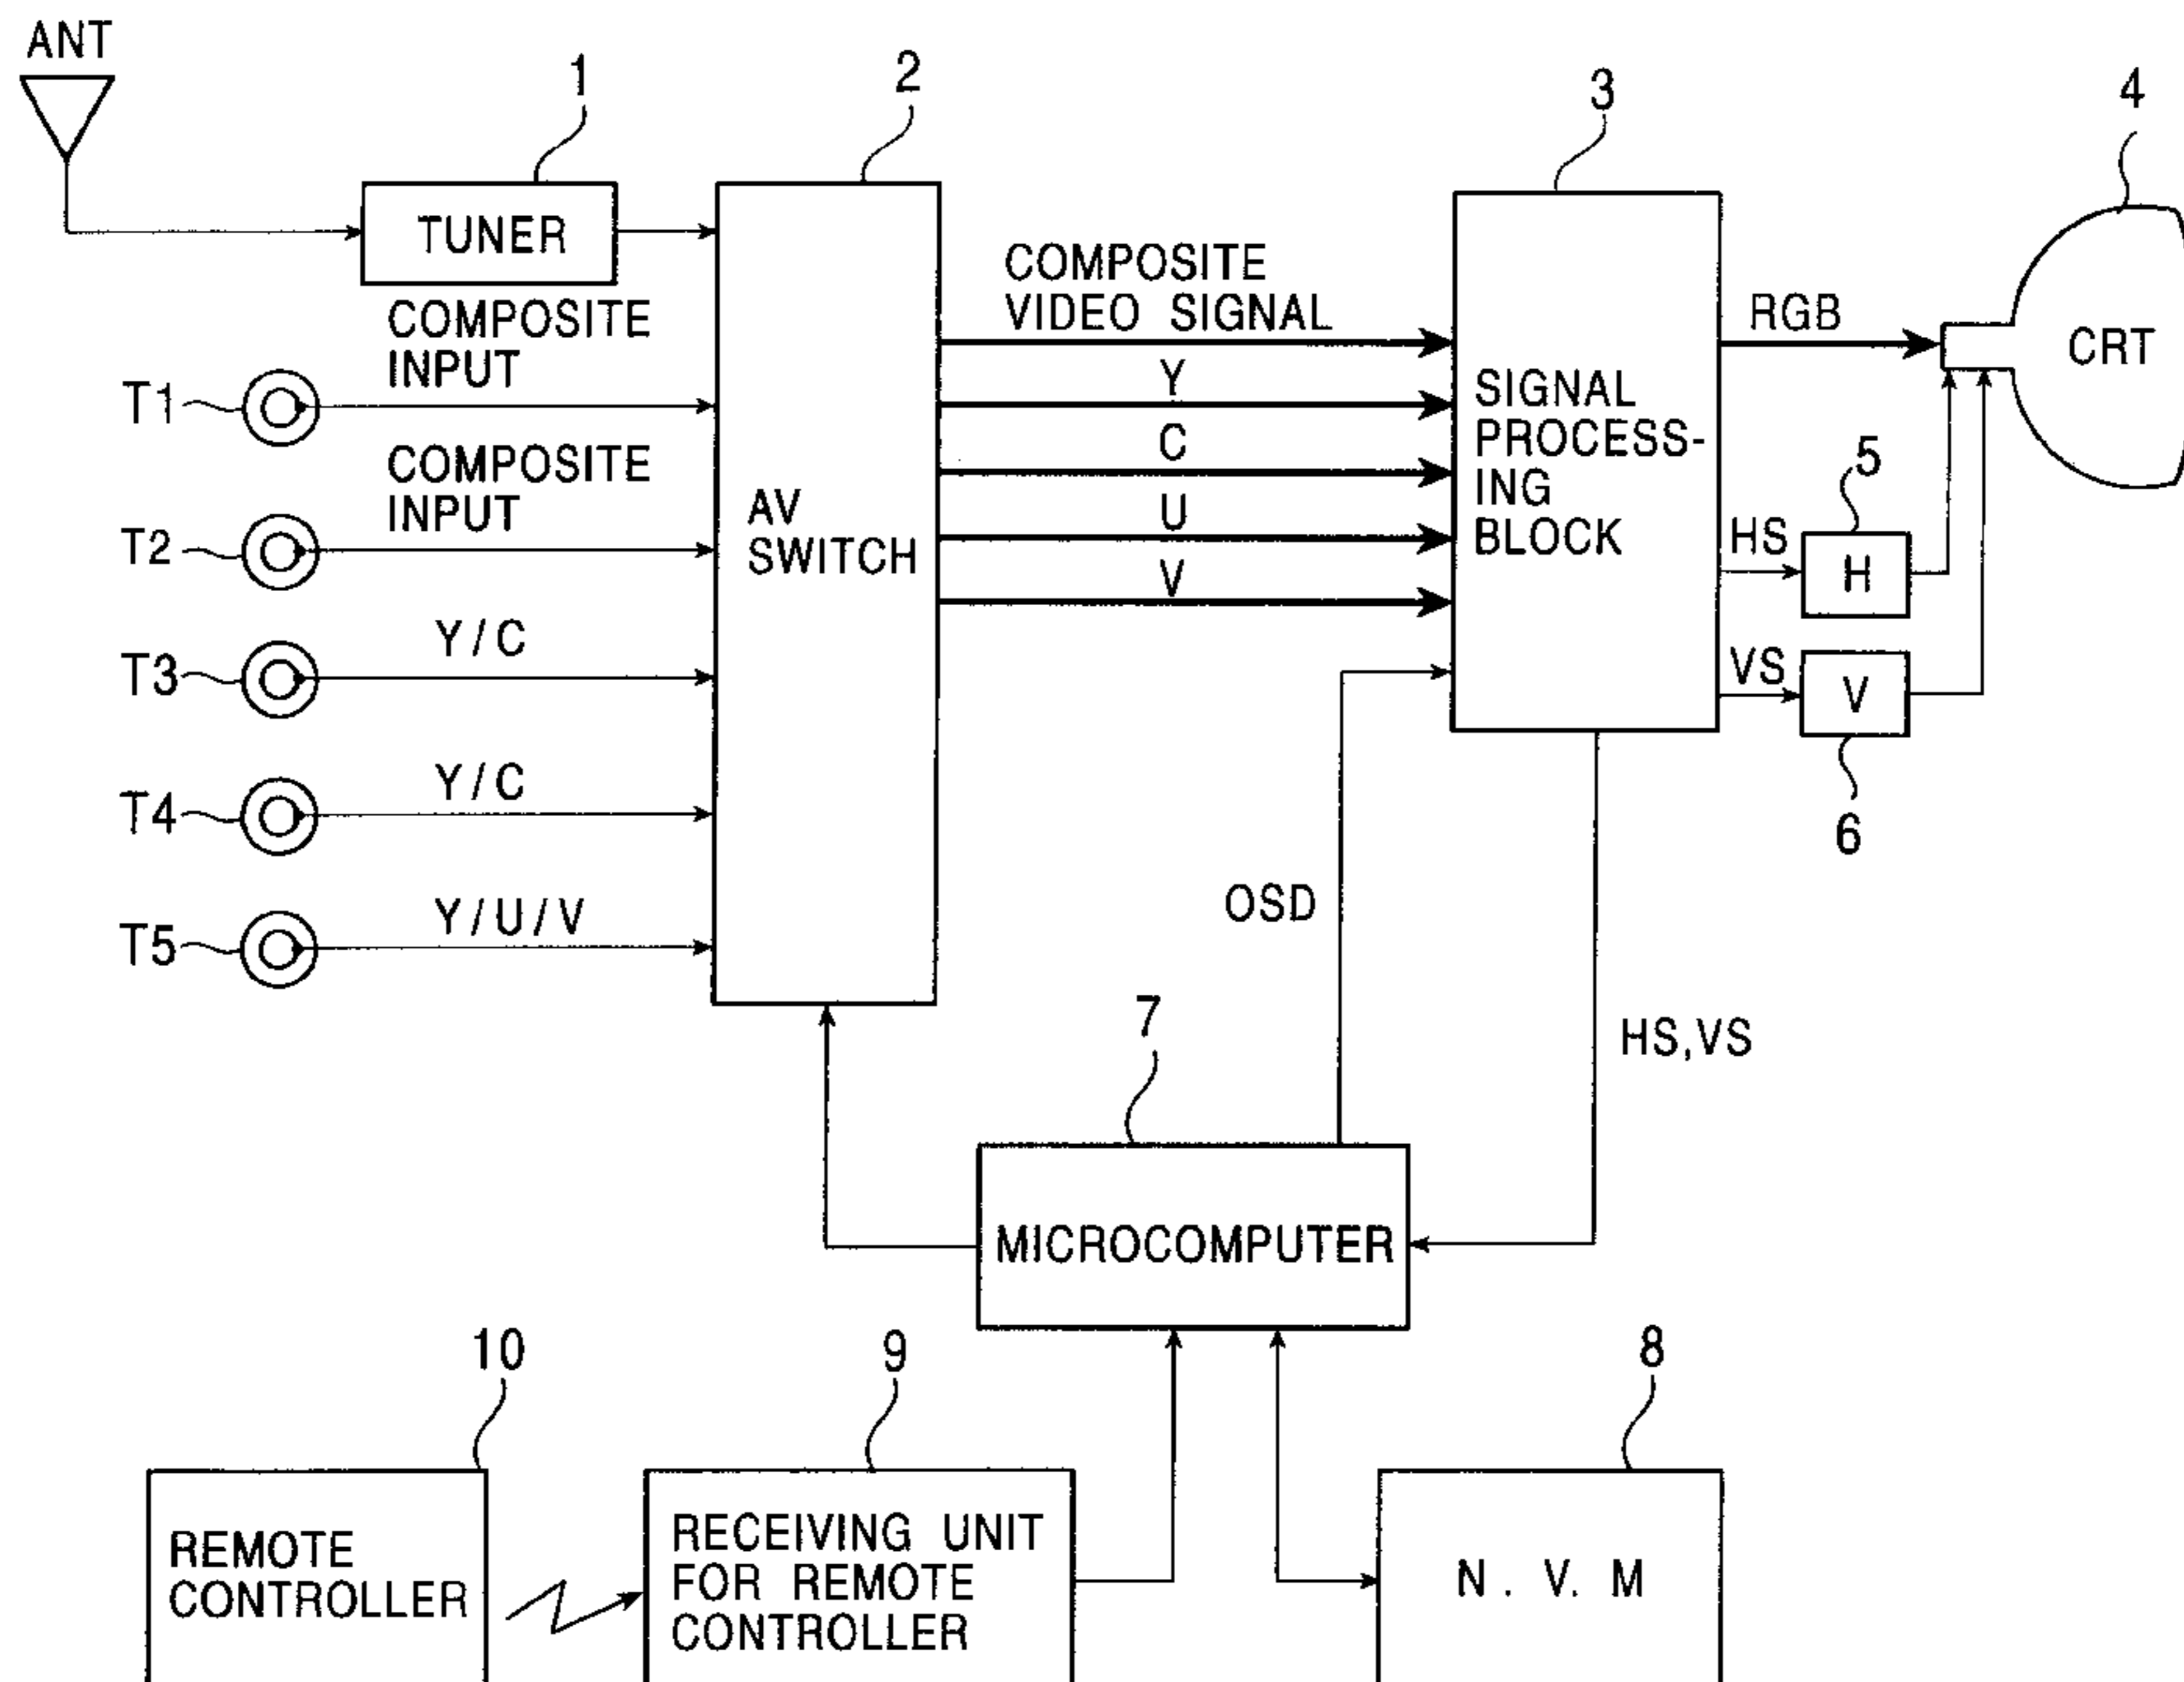 ANT
1
2
3
4
TUNER
COMPOSITE
INPUT
T1
COMPOSITE
INPUT
T2
Y/C
T3
Y/C
T4
Y/U/V
T5
AV
SWITCH
COMPOSITE
VIDEO SIGNAL
Y
C
U
V
SIGNAL
PROCESS-
ING
BLOCK
RGB
CRT
5
HS
H
VS
V
6
OSD
HS,VS
7
MICROCOMPUTER
10
9
8
REMOTE
CONTROLLER
RECEIVING UNIT
FOR REMOTE
CONTROLLER
N . V. M